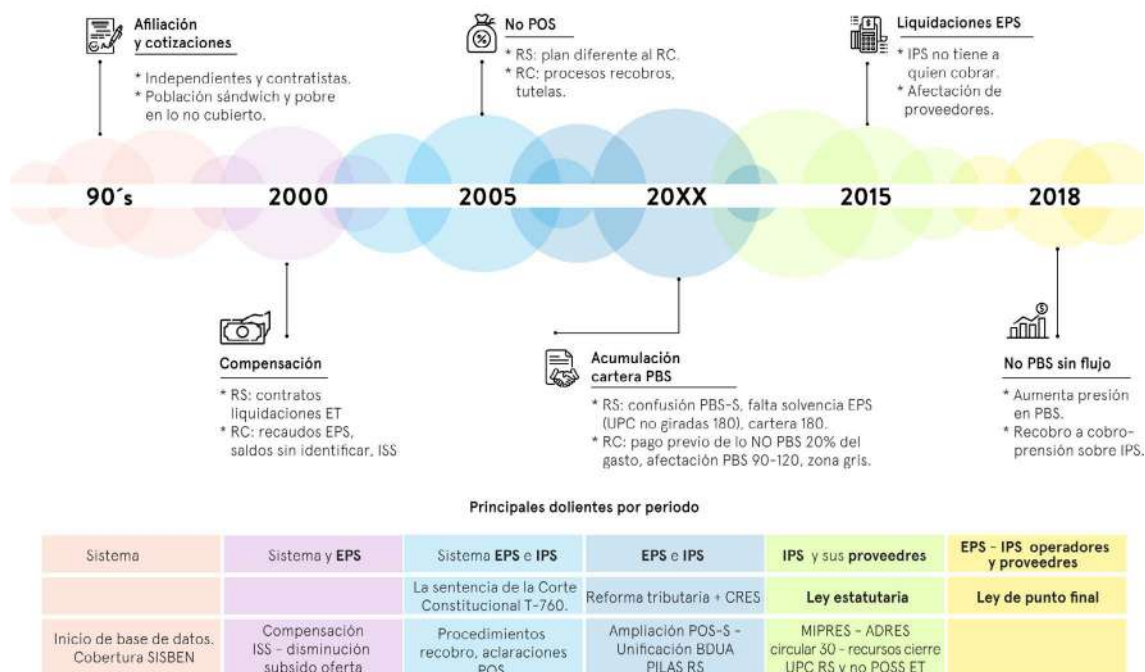 Afiliación
y cotizaciones
* Independientes y contratistas.
* Población sándwich y pobre
en lo no cubierto.
No POS
* RS: plan diferente al RC.
* RC: procesos recobros,
tutelas.
Liquidaciones EPS
* IPS no tiene a
quien cobrar.
* Afectación de
proveedores.
90´s
2000
2005
20XX
2015
2018
Compensación
* RS: contratos
liquidaciones ET
* RC: recaudos EPS,
saldos sin identificar, ISS
Acumulación
cartera PBS
* RS: confusión PBS-S, falta solvencia EPS
(UPC no giradas 180), cartera 180.
* RC: pago previo de lo NO PBS 20% del
gasto, afectación PBS 90-120, zona gris.
No PBS sin flujo
* Aumenta presión
en PBS.
* Recobro a cobro-
prensión sobre IPS.
Principales dolientes por periodo
Sistema
Sistema y EPS
Sistema EPS e IPS
EPS e IPS
IPS y sus proveedres
EPS - IPS operadores
y proveedres
La sentencia de la Corte
Constitucional T-760.
Reforma tributaria + CRES
Ley estatutaria
Ley de punto final
Inicio de base de datos.
Cobertura SISBEN
Compensación
ISS - disminución
subsido oferta
Procedimientos
recobro, aclaraciones
POS
Ampliación POS-S -
Unificación BDUA
PILAS RS
MIPRES - ADRES
circular 30 - recursos cierre
UPC RS y no POSS ET